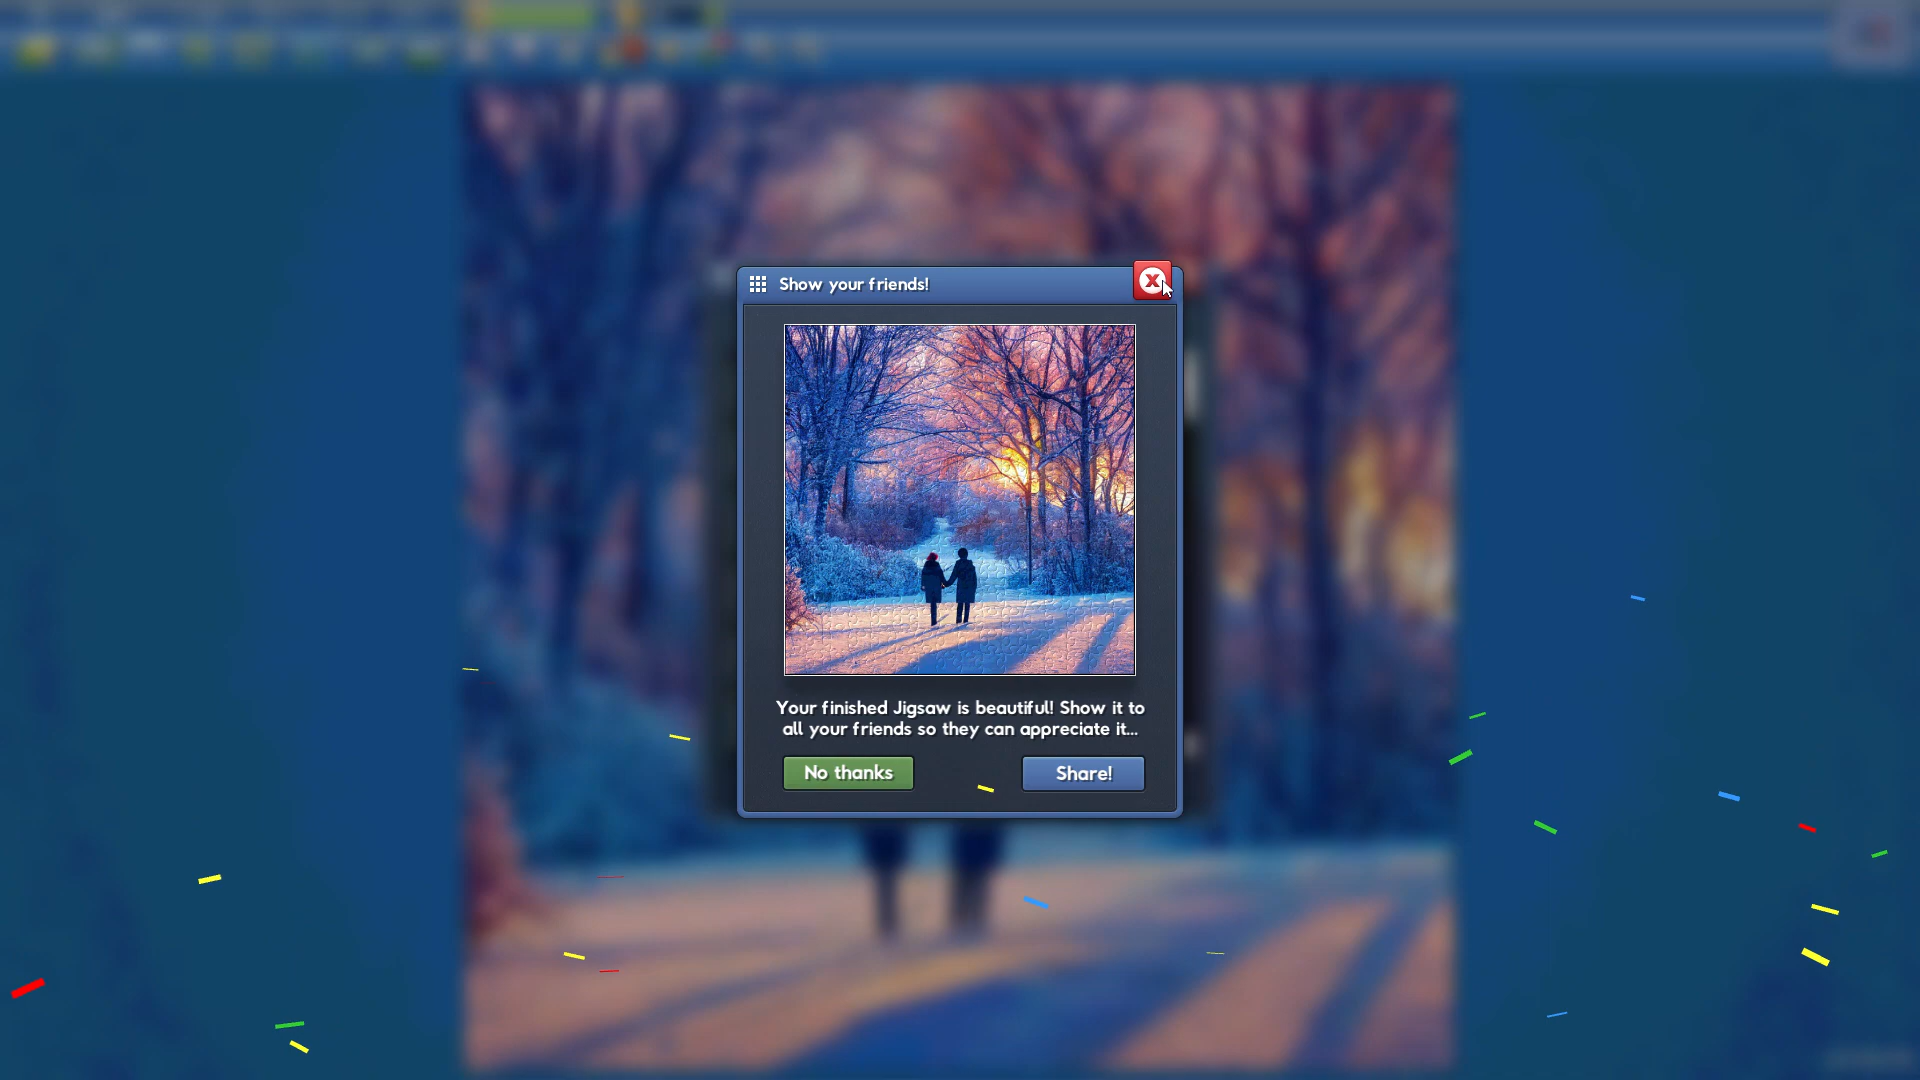 Show your friends!
Your finished Jigsaw is beautiful! Show it to
all your friends so they can appreciate it...
No thanks
Share!